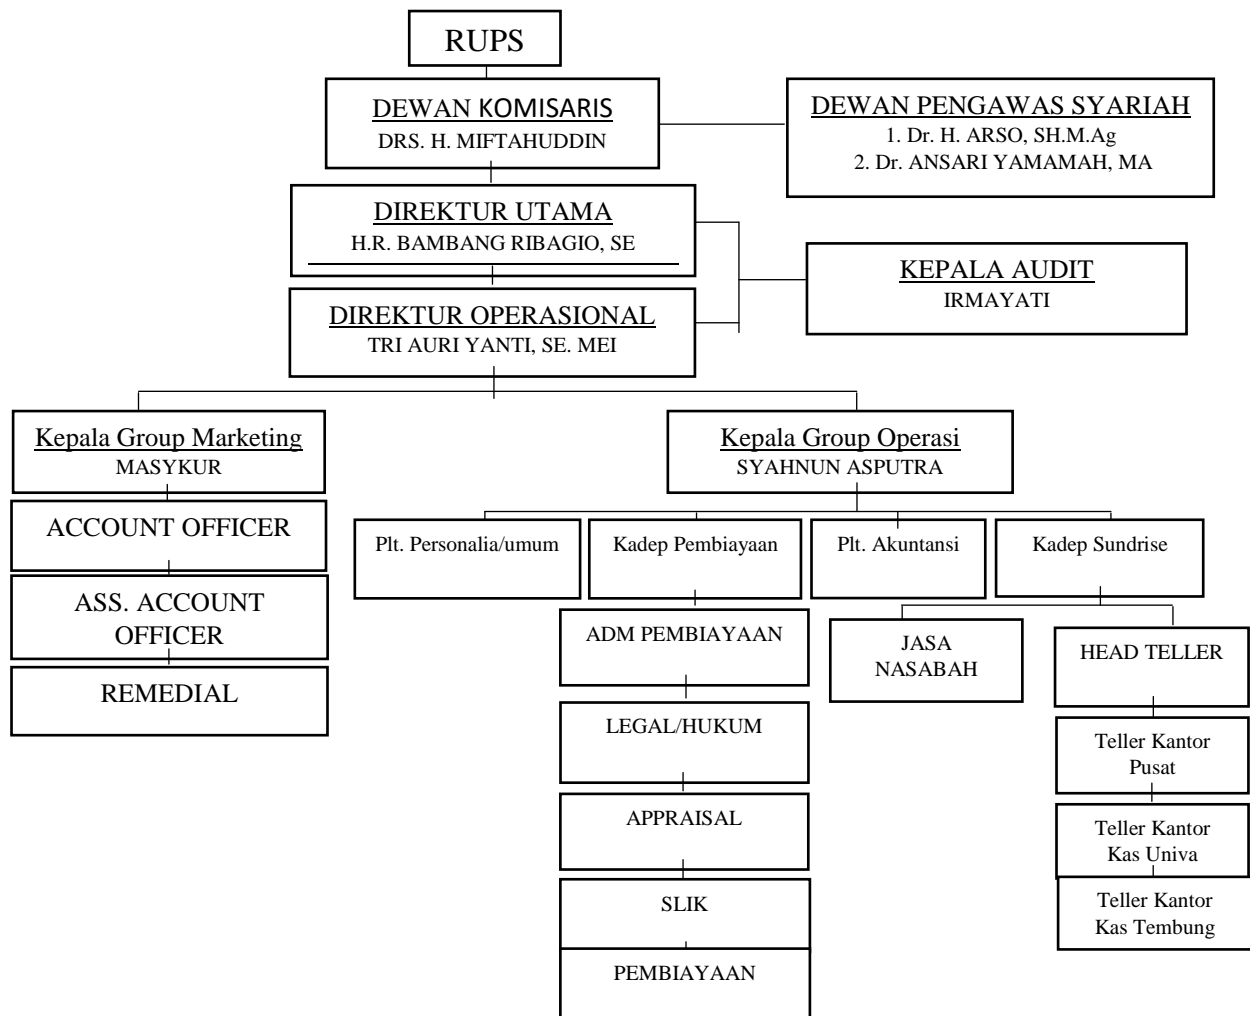 RUPS
DEWAN KOMISARIS
DRS. H. MIFTAHUDDIN
DEWAN PENGAWAS SYARIAH
1. Dr. H. ARSO, SH.M.Ag
2. Dr. ANSARI YAMAMAH, MA
DIREKTUR UTAMA
H.R. BAMBANG RIBAGIO, SE
KEPALA AUDIT
IRMAYATI
DIREKTUR OPERASIONAL
TRI AURI YANTI, SE. MEI
Kepala Group Marketing
MASYKUR
Kepala Group Operasi
SYAHNUN ASPUTRA
ACCOUNT OFFICER
ASS. ACCOUNT
OFFICER
REMEDIAL
Plt. Personalia/umum
Kadep Pembiayaan
Plt. Akuntansi
Kadep Sundrise
ADM PEMBIAYAAN
LEGAL/HUKUM
APPRAISAL
SLIK
PEMBIAYAAN
JASA
NASABAH
HEAD TELLER
Teller Kantor
Pusat
Teller Kantor
Kas Univa
Teller Kantor
Kas Tembung